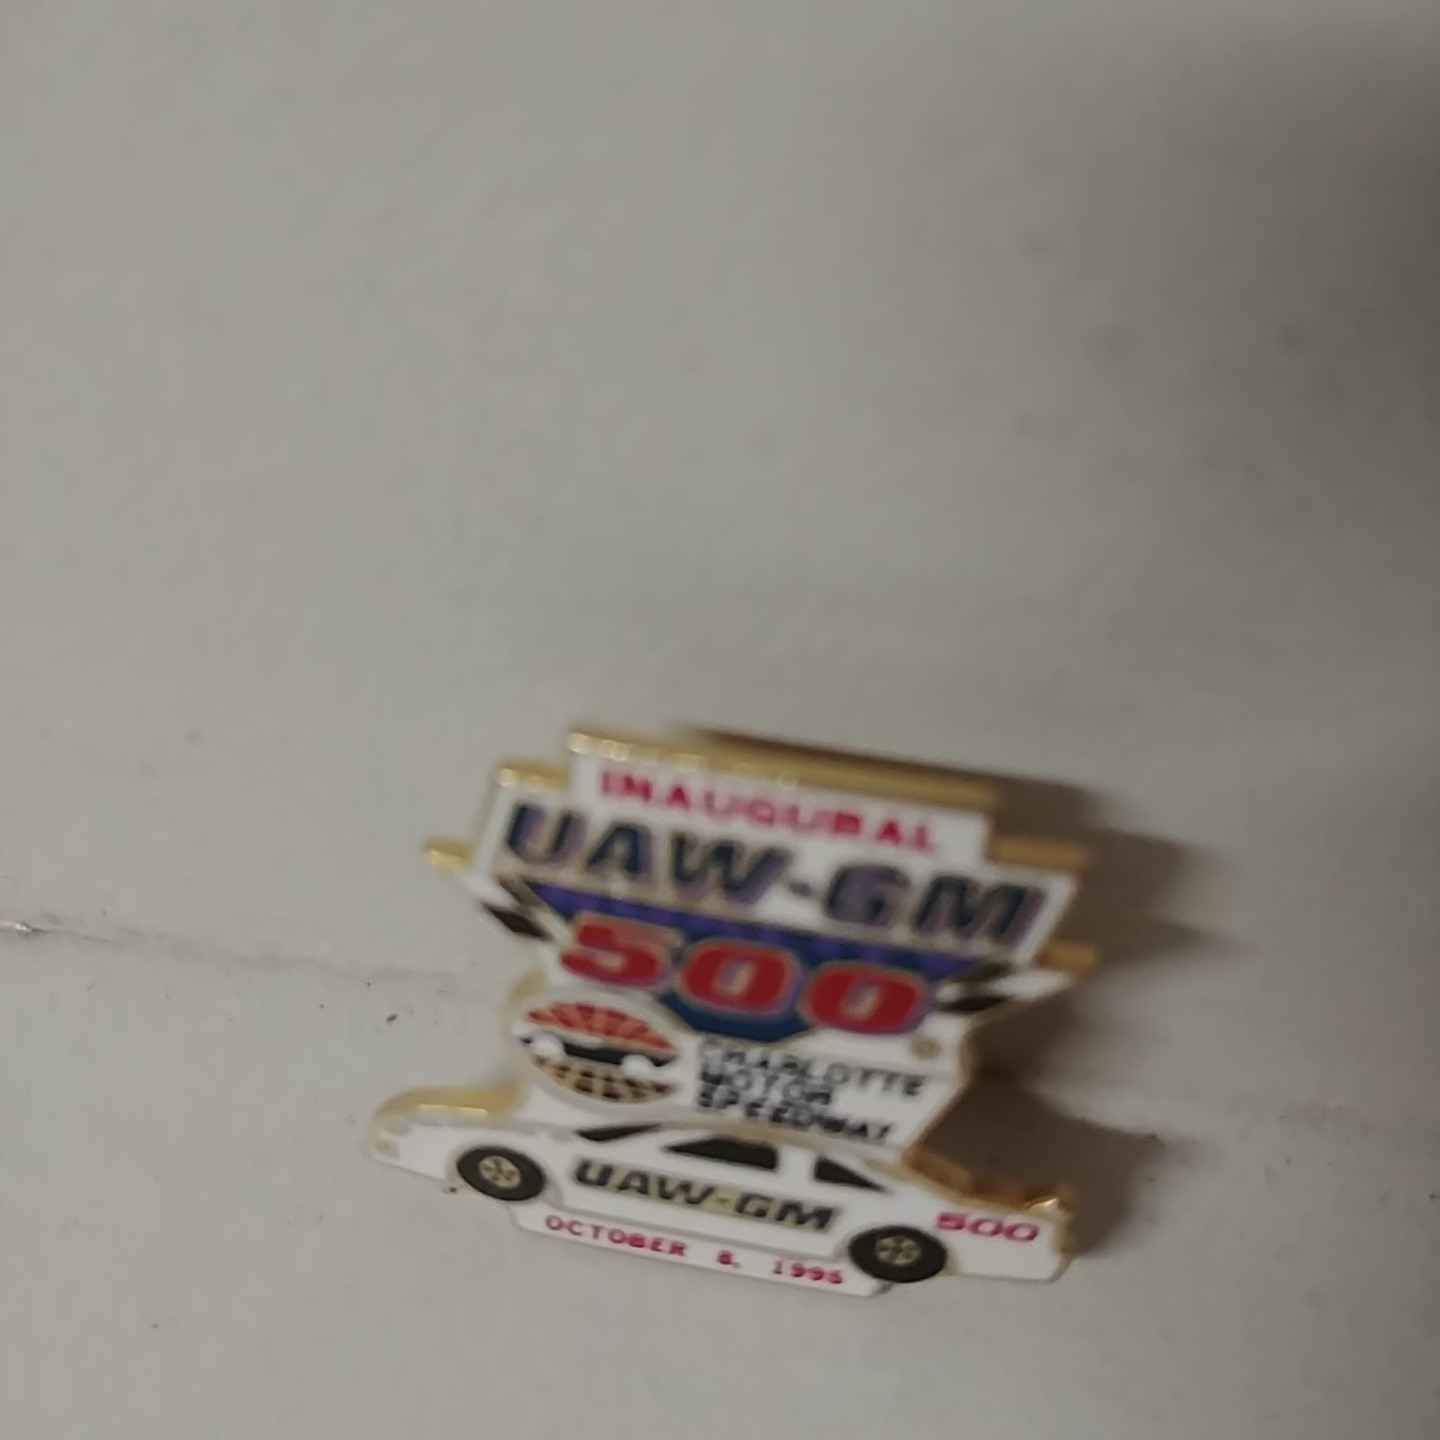 INAUGURAL
UAW-GM
500
CHARLOTTE
MOTOR
SPEEDWAY
UAW-GM
500
OCTOBER 8, 1995